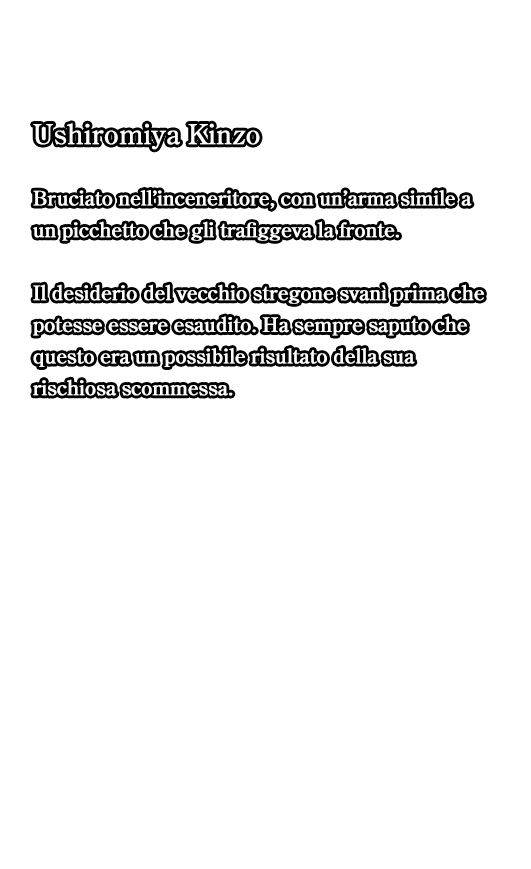 Ushiromiya Kinzo
Bruciato nell'inceneritore, con un'arma simile a
un picchetto che gli trafiggeva la fronte.
Il desiderio del vecchio stregone svanì prima che
potesse essere esaudito. Ha sempre saputo che
questo era un possibile risultato della sua
rischiosa scommessa.